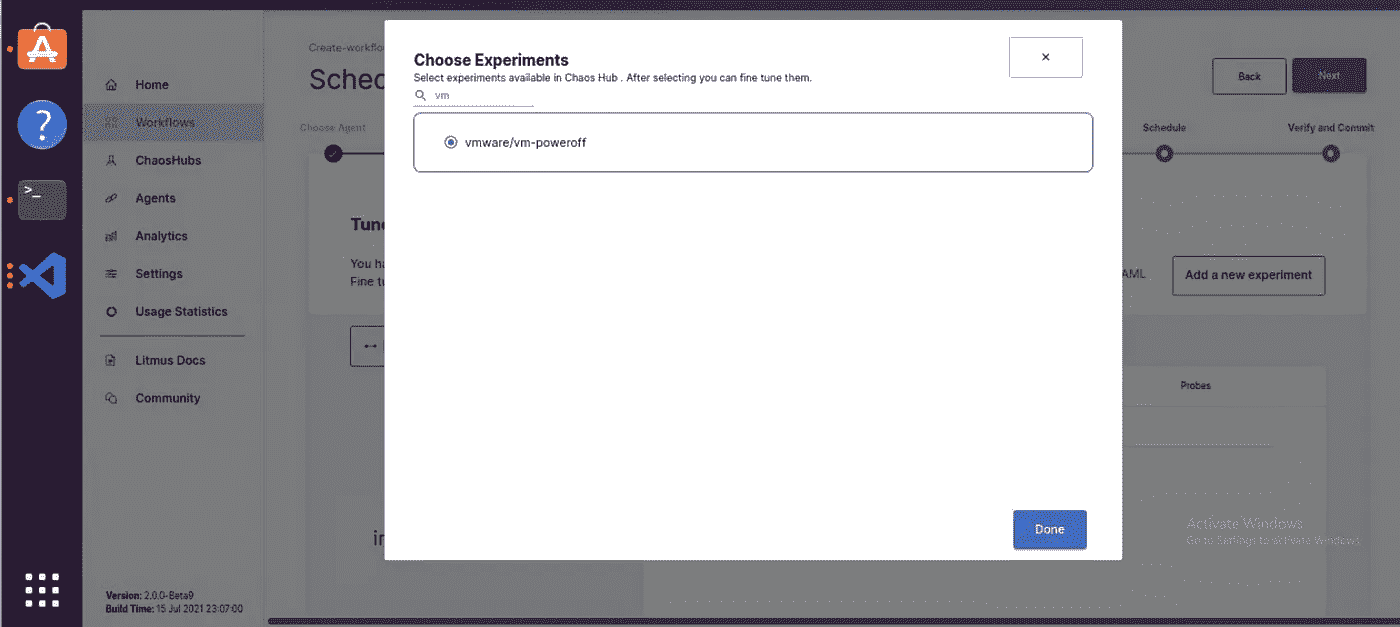 Home
Workflows
ChaosHubs
Agents
Analytics
Settings
Usage Statistics
Litmus Docs
Community
Version: 2.0.0-Beta9
Build Time: 15 Jul 2021 23:07:00
Create-workflo
Sched
Back
Next
Choose Agent
Schedule
Verify and Commit
Tune
You ha
Fine tu
AML
Add a new experiment
Probes
Choose Experiments
Select experiments available in Chaos Hub . After selecting you can fine tune them.
vm
vmware/vm-poweroff
Done
Activate Windows
Go to Settings to activate Windows.